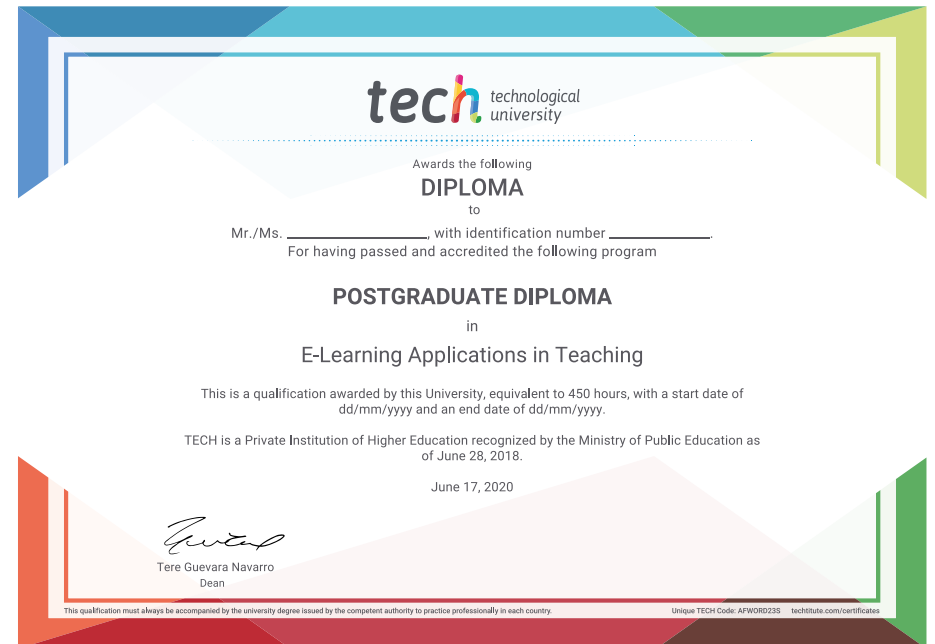 tech technological
university
Awards the following
DIPLOMA
to
Mr./Ms. ____________________, with identification number ______________.
For having passed and accredited the following program
POSTGRADUATE DIPLOMA
in
E-Learning Applications in Teaching
This is a qualification awarded by this University, equivalent to 450 hours, with a start date of
dd/mm/yyyy and an end date of dd/mm/yyyy.
TECH is a Private Institution of Higher Education recognized by the Ministry of Public Education as
of June 28, 2018.
June 17, 2020
Tere Guevara Navarro
Dean
This qualification must always be accompanied by the university degree issued by the competent authority to practice professionally in each country.
Unique TECH Code: AFWORD23S techtitute.com/certificates